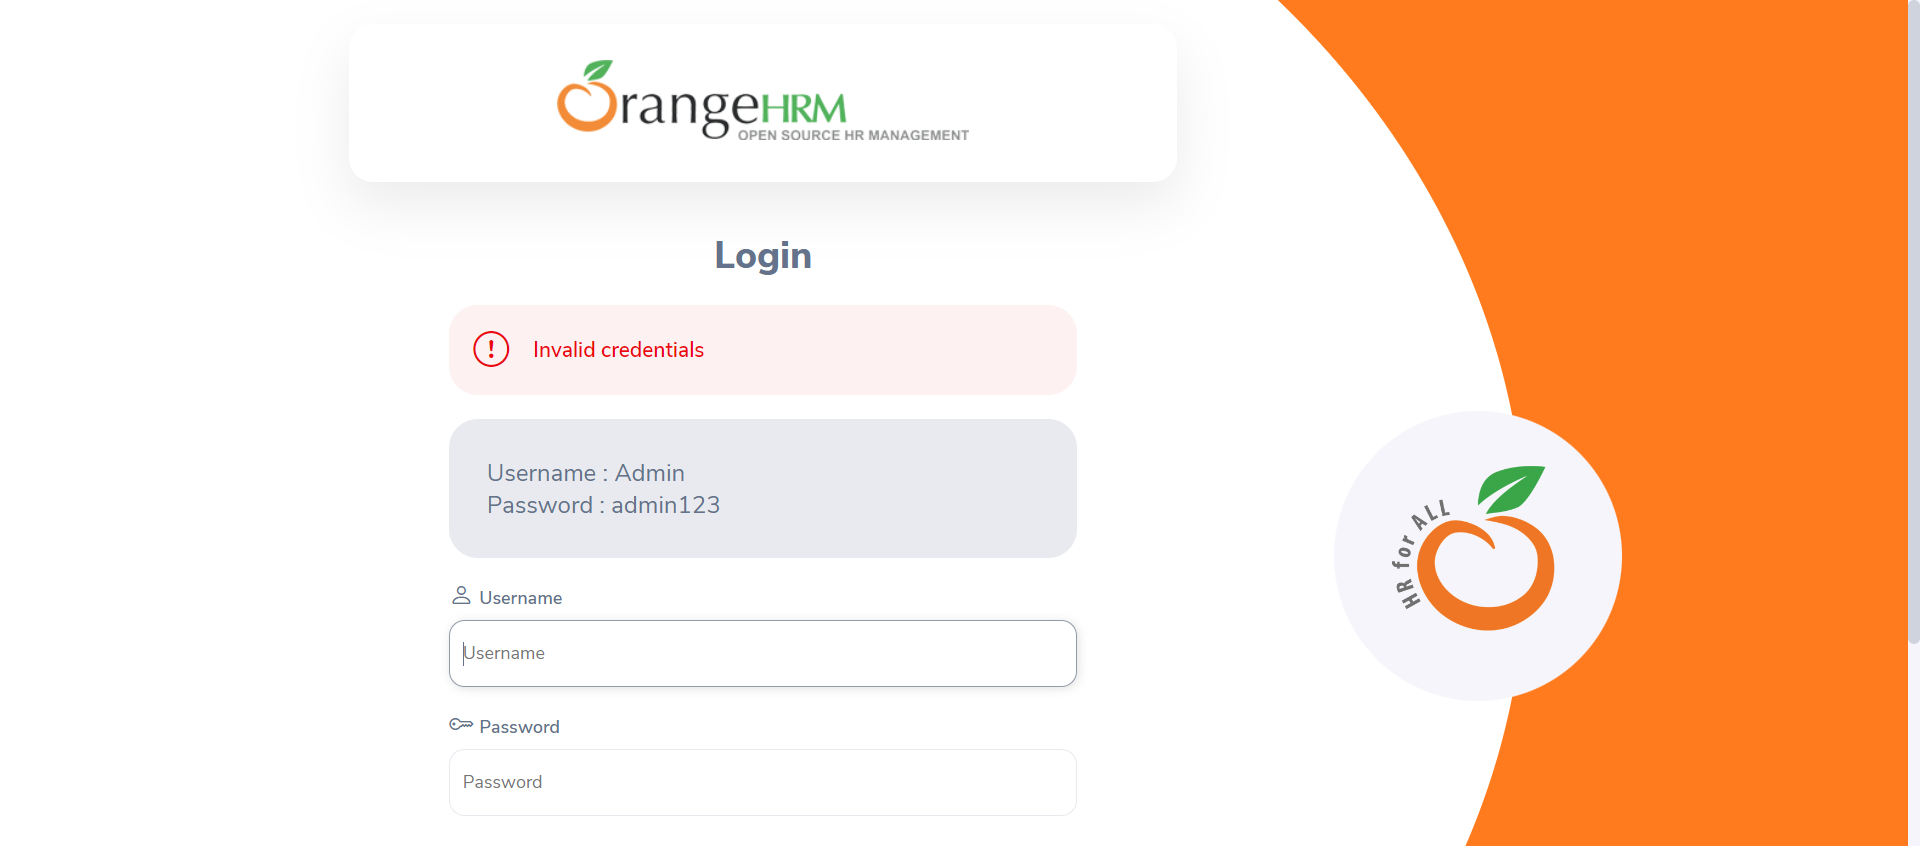 OrangeHRM
OPEN SOURCE HR MANAGEMENT
Login
Invalid credentials
Username : Admin
Password : admin123
Username
Username
Password
Password
HR for ALL